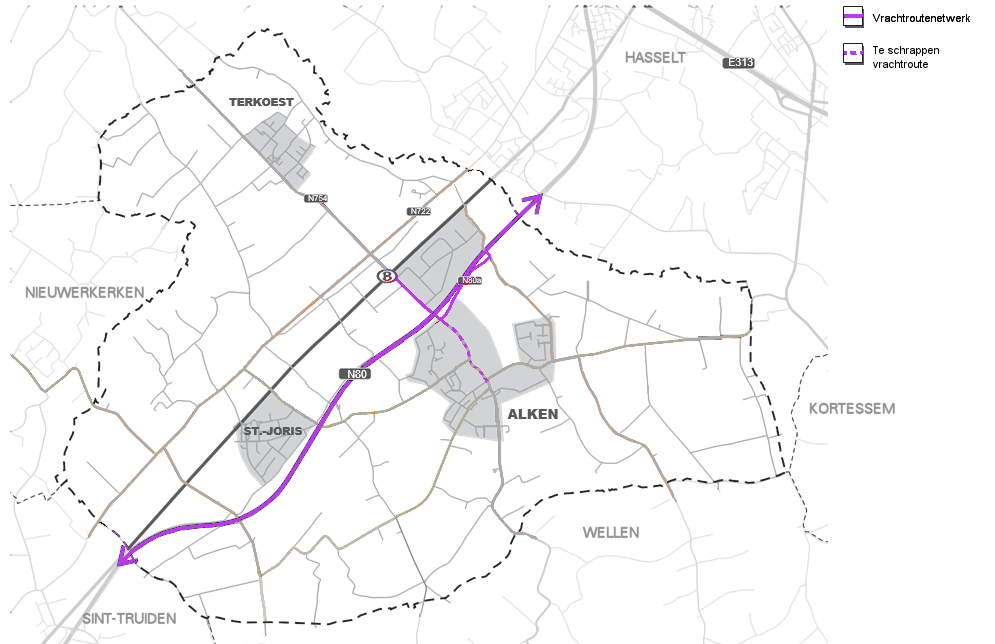 Vrachtroutenetwerk
Te schrappen
vrachtroute
HASSELT
E313
TERKOEST
N754
N722
B
N80a
NIEUWERKERKEN
N80
ALKEN
KORTESSEM
ST.-JORIS
WELLEN
SINT-TRUIDEN